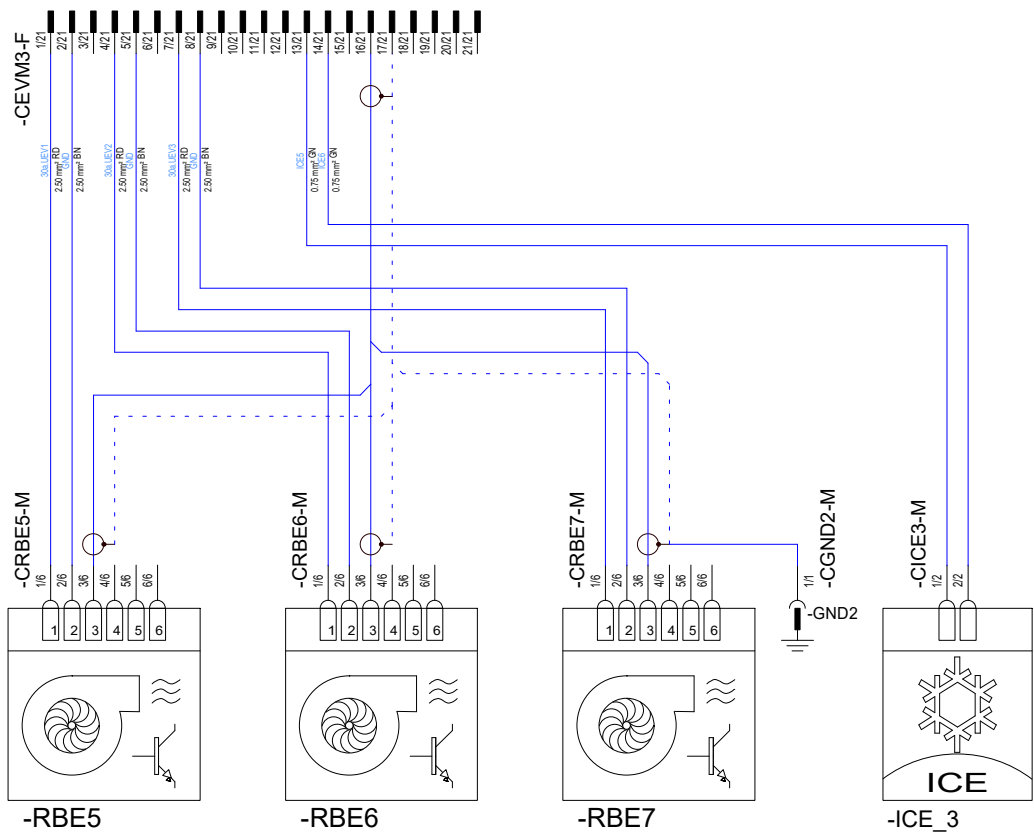 -CEVM3-F
1/21
2/21
3/21
4/21
5/21
6/21
7/21
8/21
9/21
10/21
11/21
12/21
13/21
14/21
15/21
16/21
17/21
18/21
19/21
20/21
21/21
30a.UEV1
2.50 mm² RD
GND
2.50 mm² BN
30a.UEV2
2.50 mm² RD
GND
2.50 mm² BN
30a.UEV3
2.50 mm² RD
GND
2.50 mm² BN
ICE5
0.75 mm² GN
ICE6
0.75 mm² GN
-CRBE5-M
1/6
2/6
3/6
4/6
5/6
6/6
-CRBE6-M
1/6
2/6
3/6
4/6
5/6
6/6
-CRBE7-M
1/6
2/6
3/6
4/6
5/6
6/6
1/1
-CGND2-M
-CICE3-M
1/2
2/2
1 2 3 4 5 6
1 2 3 4 5 6
1 2 3 4 5 6
-GND2
ICE
-RBE5
-RBE6
-RBE7
-ICE_3